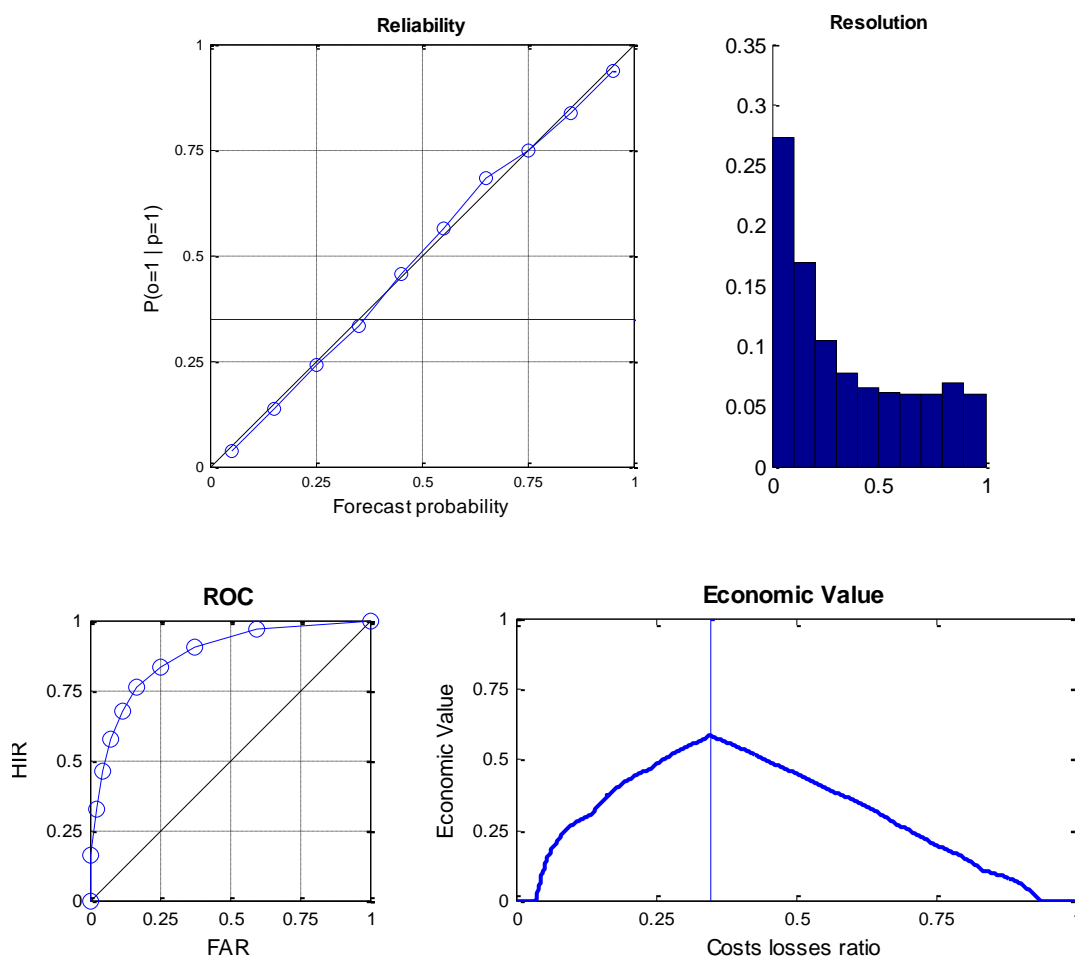 Reliability
1
0.75
0.5
0.25
0
P(o=1 | p=1)
0 0.25 0.5 0.75 1
Forecast probability
Resolution
0.35
0.3
0.25
0.2
0.15
0.1
0.05
0
0 0.5 1
ROC
1
0.75
0.5
0.25
0
HIR
0 0.25 0.5 0.75 1
FAR
Economic Value
1
0.75
0.5
0.25
0
Economic Value
0 0.25 0.5 0.75 1
Costs losses ratio